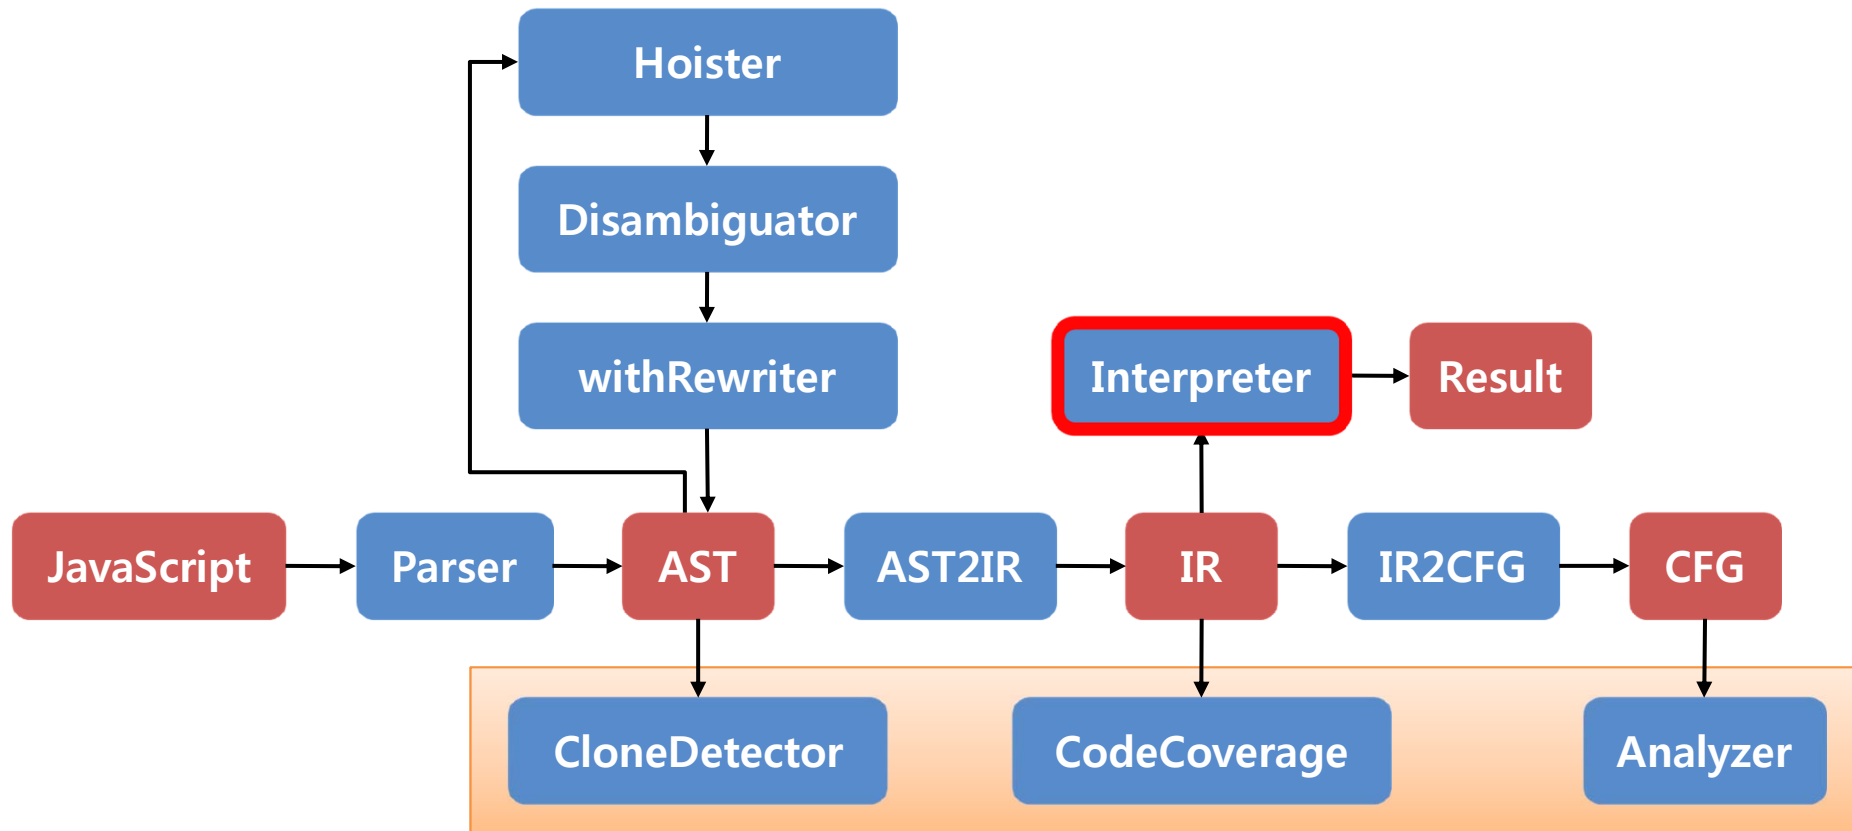 Hoister
Disambiguator
withRewriter
Interpreter
Result
JavaScript
Parser
AST
AST2IR
IR
IR2CFG
CFG
CloneDetector
CodeCoverage
Analyzer